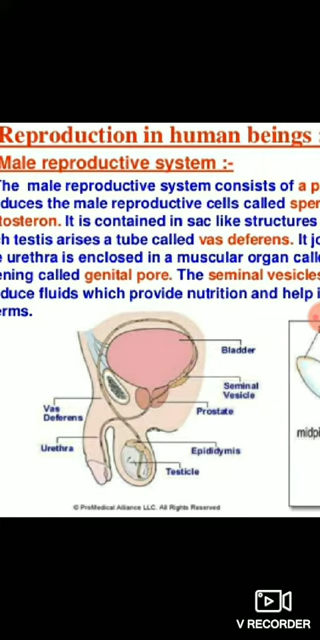 Reproduction in human beings :
Male reproductive system :-
The male reproductive system consists of a p
duces the male reproductive cells called sper
tosteron. It is contained in sac like structures
ch testis arises a tube called vas deferens. It jo
e urethra is enclosed in a muscular organ calle
ening called genital pore. The seminal vesicles
duce fluids which provide nutrition and help i
erms.
Bladder
Seminal
Vesicle
Prostate
Vas
Deferens
Urethra
Epididymis
Testicle
midpi
© ProMedical Alliance LLC. All Rights Reserved
V RECORDER